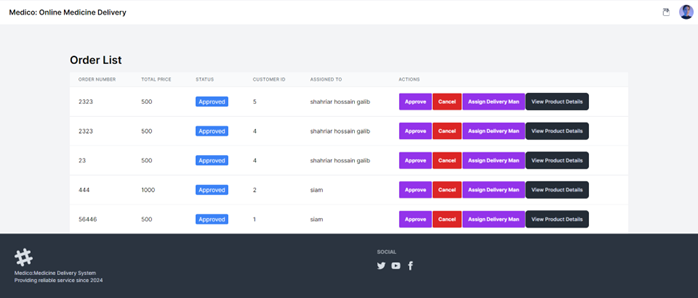 Medico: Online Medicine Delivery
Order List
ORDER NUMBER TOTAL PRICE STATUS CUSTOMER ID ASSIGNED TO ACTIONS
2323 500 Approved 5 shahriar hossain galib Approve Cancel Assign Delivery Man View Product Details
2323 500 Approved 4 shahriar hossain galib Approve Cancel Assign Delivery Man View Product Details
23 500 Approved 4 shahriar hossain galib Approve Cancel Assign Delivery Man View Product Details
444 1000 Approved 2 siam Approve Cancel Assign Delivery Man View Product Details
56446 500 Approved 1 siam Approve Cancel Assign Delivery Man View Product Details
SOCIAL
Medico:Medicine Delivery System
Providing reliable service since 2024